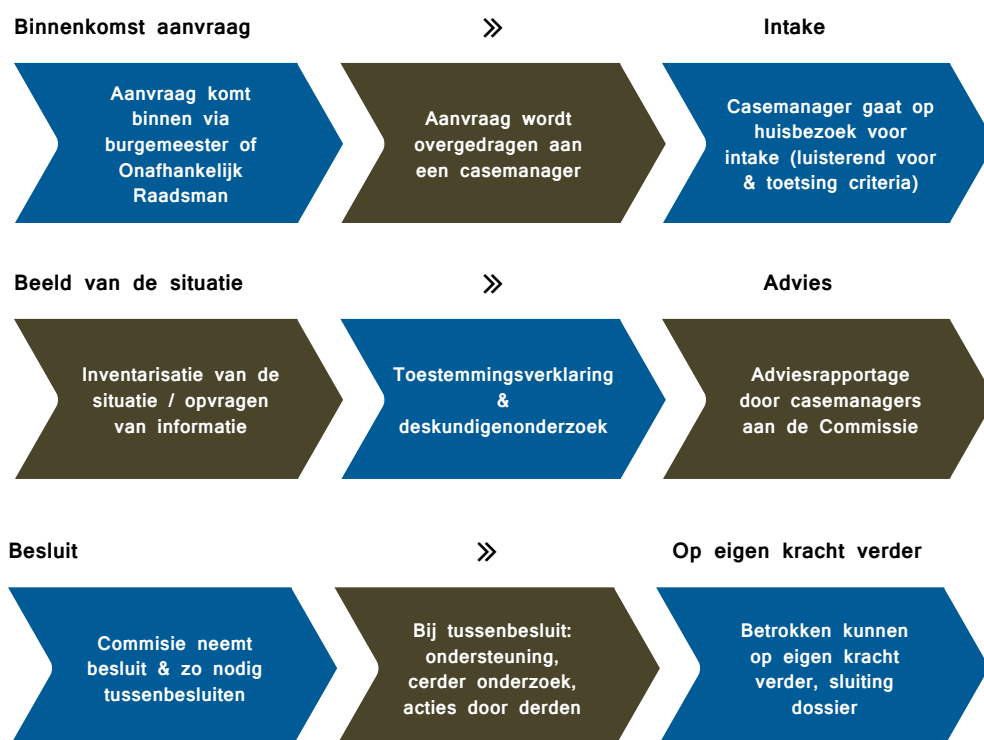 Binnenkomst aanvraag » Intake
Aanvraag komt
binnen via
burgemeester of
Onafhankelijk
Raadsman
Aanvraag wordt
overgedragen aan
een casemanager
Casemanager gaat op
huisbezoek voor
intake (luisterend voor
& toetsing criteria)
Beeld van de situatie » Advies
Inventarisatie van de
situatie / opvragen
van informatie
Toestemmingsverklaring
&
deskundigenonderzoek
Adviesrapportage
door casemanagers
aan de Commissie
Besluit » Op eigen kracht verder
Commisie neemt
besluit & zo nodig
tussenbesluiten
Bij tussenbesluit:
ondersteuning,
cerder onderzoek,
acties door derden
Betrokken kunnen
op eigen kracht
verder, sluiting
dossier